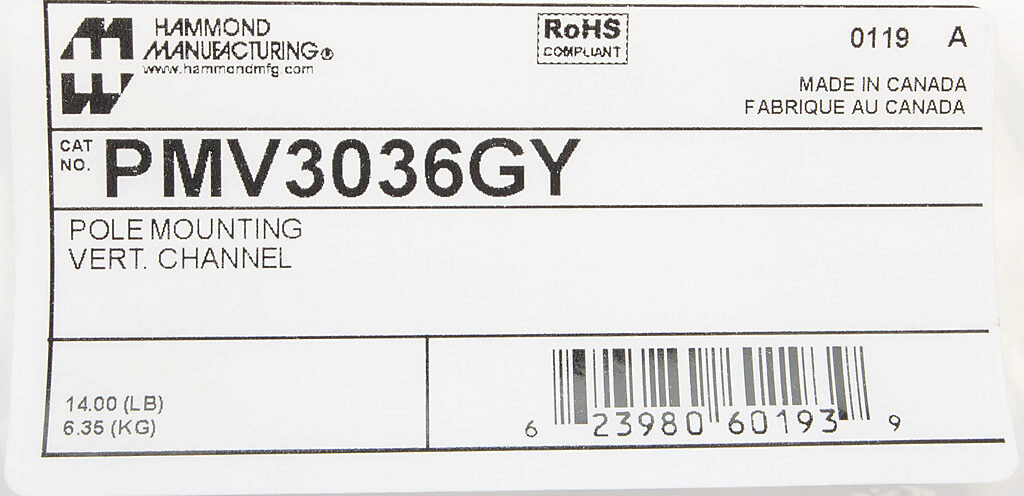 HAMMOND
MANUFACTURING®
www.hammondmfg.com
RoHS
COMPLIANT
0119 A
MADE IN CANADA
FABRIQUE AU CANADA
CAT
NO. PMV3036GY
POLE MOUNTING
VERT. CHANNEL
14.00 (LB)
6.35 (KG)
6 23980 60193 9